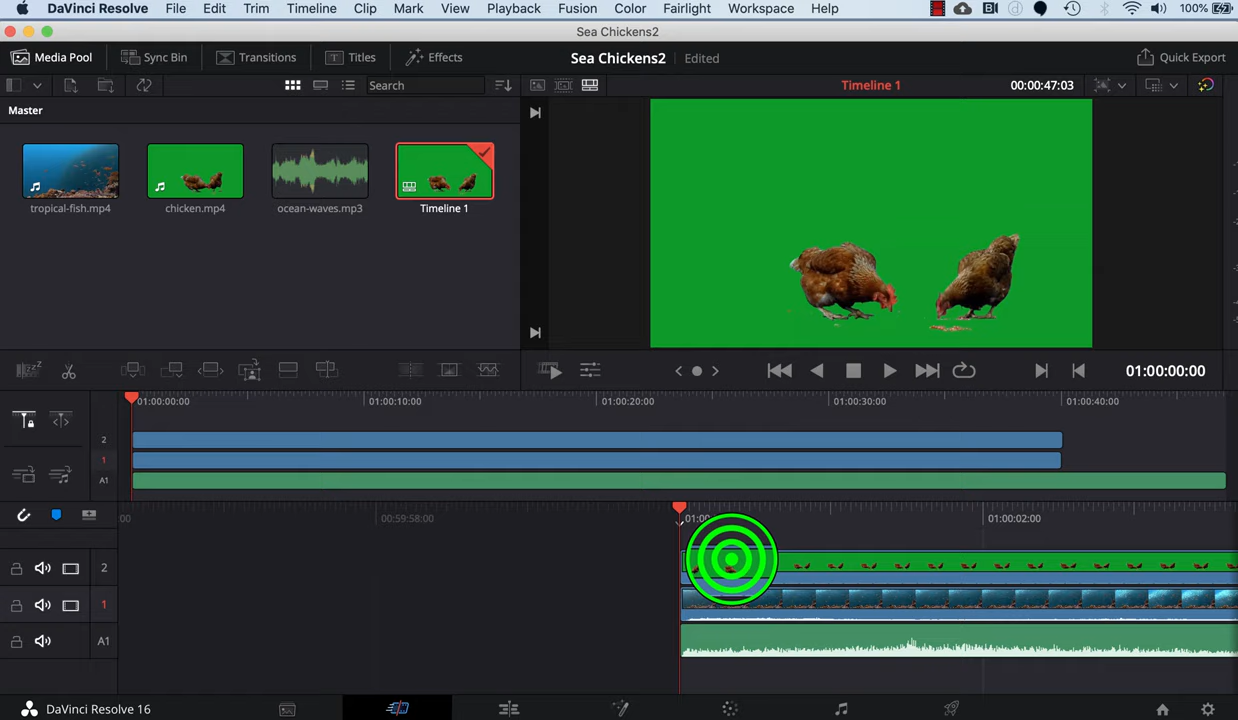 DaVinci Resolve File Edit Trim Timeline Clip Mark View Playback Fusion Color Fairlight Workspace Help 100%
Sea Chickens2
Media Pool Sync Bin Transitions Titles Effects Sea Chickens2 Edited Quick Export
Search Timeline 1 00:00:47:03
Master
tropical-fish.mp4 chicken.mp4 ocean-waves.mp3 Timeline 1
01:00:00:00
01:00:00:00 01:00:10:00 01:00:20:00 01:00:30:00 01:00:40:00
2
1
A1
00 00:59:58:00 01:00 01:00:02:00
2
1
A1
DaVinci Resolve 16